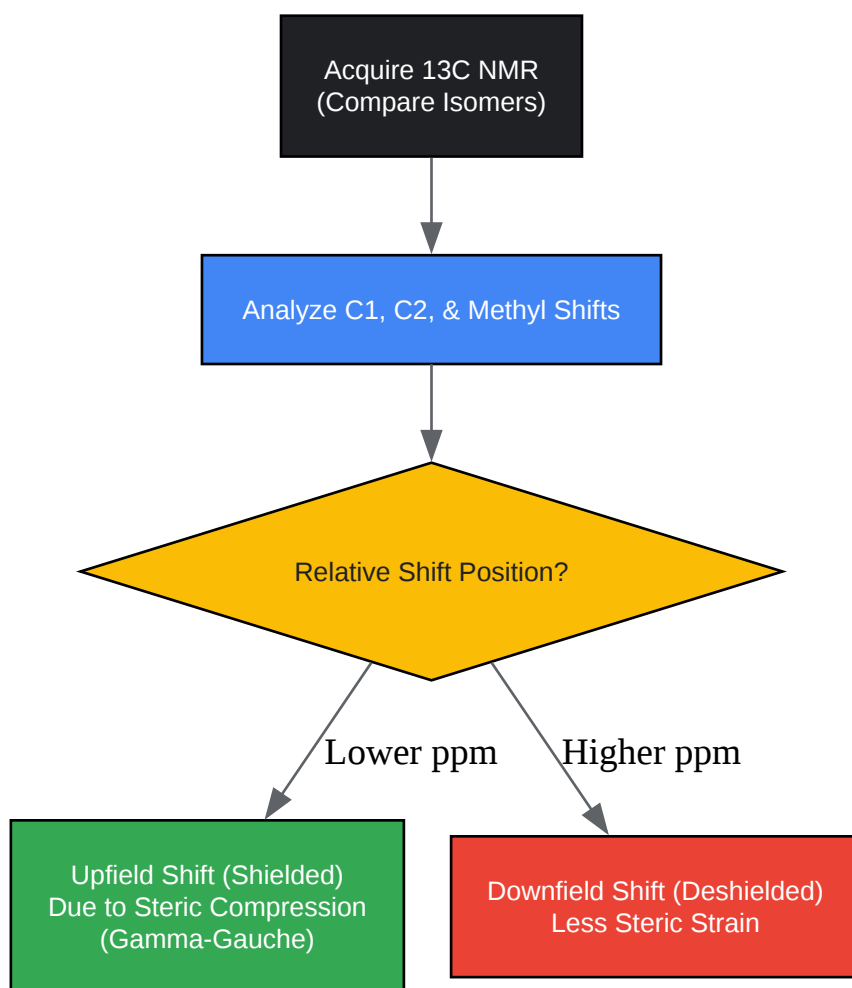 Acquire 13C NMR
(Compare Isomers)
Analyze C1, C2, & Methyl Shifts
Relative Shift Position?
Lower ppm
Higher ppm
Upfield Shift (Shielded)
Due to Steric Compression
(Gamma-Gauche)
Downfield Shift (Deshielded)
Less Steric Strain